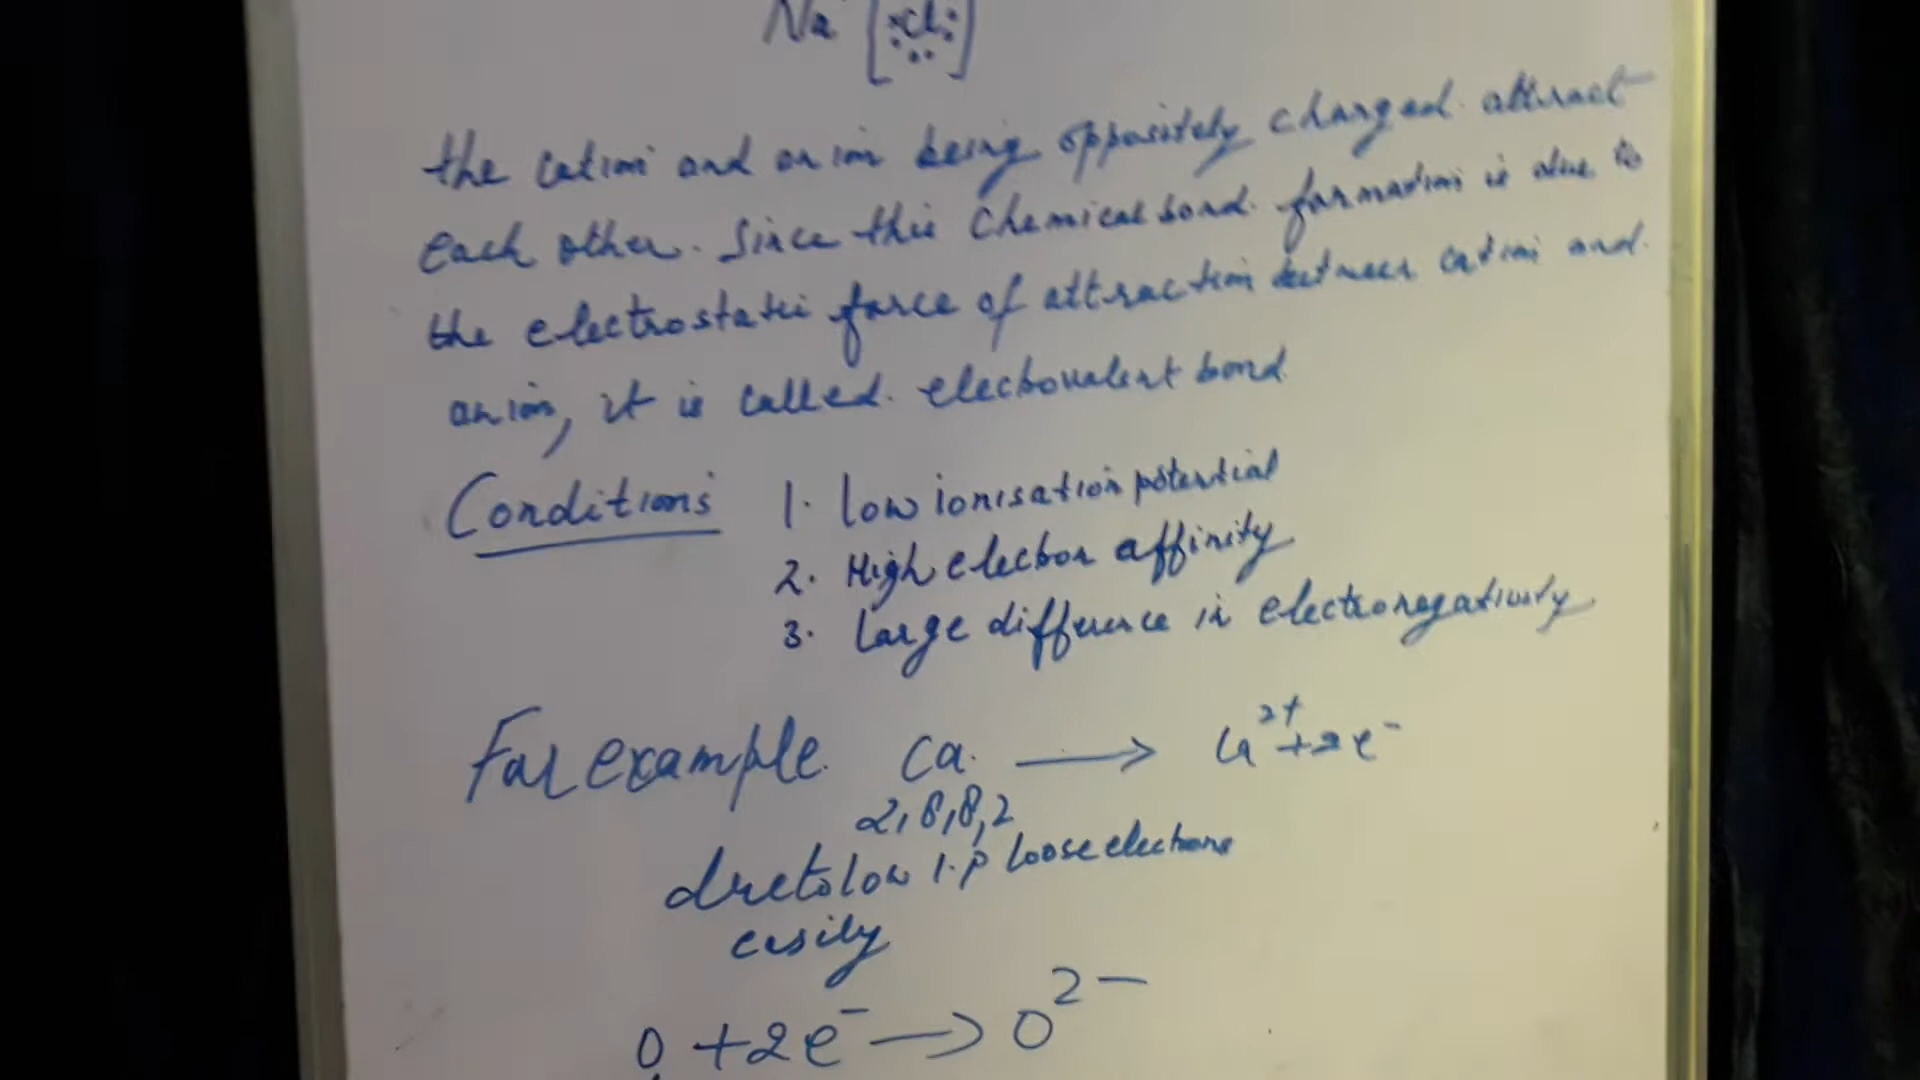 Na [Cl]
the cation and anion being oppositely charged attract
each other. Since this Chemical bond formation is due to
the electrostatic force of attraction between cation and
anion, it is called electrovalent bond
Conditions 1. low ionisation potential
2. High electron affinity
3. Large difference in electronegativity
For example Ca → Ca²⁺ + 2e⁻
2,8,8,2
due to low I.P loose electrons
easily
O + 2e⁻ → O²⁻